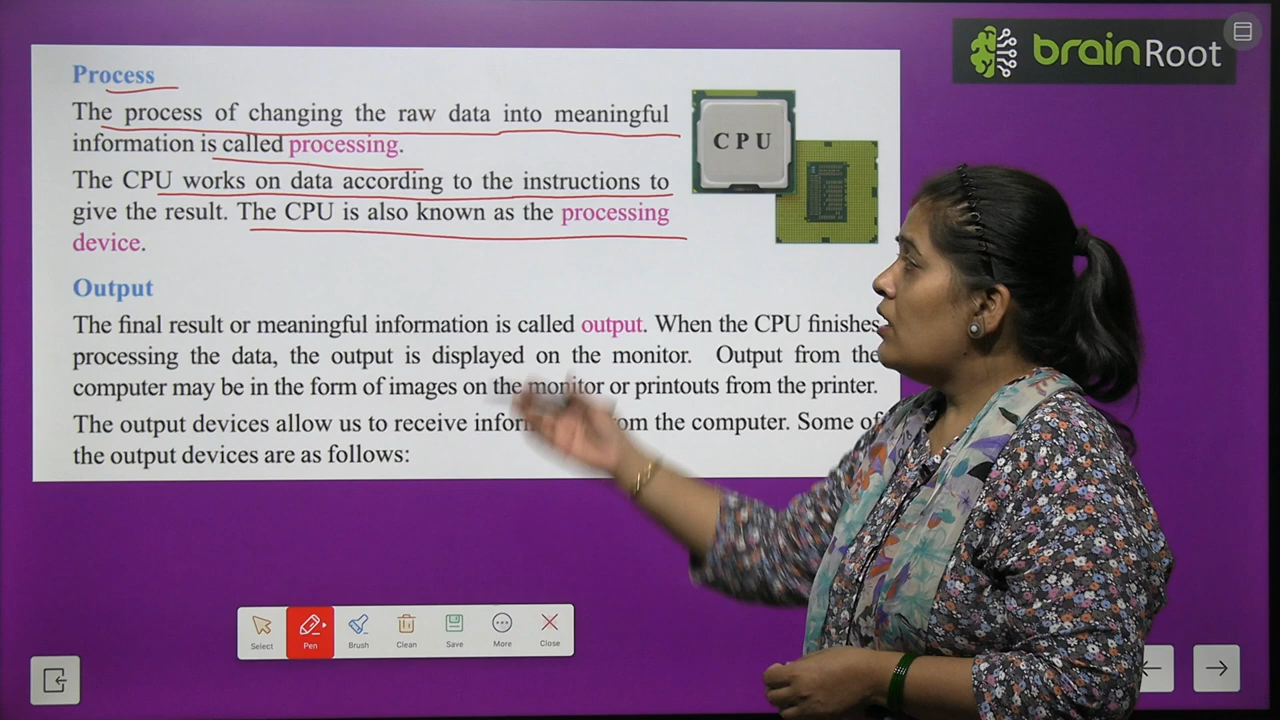 Process
The process of changing the raw data into meaningful
information is called processing.
The CPU works on data according to the instructions to
give the result. The CPU is also known as the processing
device.
CPU
Output
The final result or meaningful information is called output. When the CPU finishes
processing the data, the output is displayed on the monitor. Output from the
computer may be in the form of images on the monitor or printouts from the printer.
The output devices allow us to receive from the computer. Some of
the output devices are as follows:
brainRoot
Select
Pen
Brush
Clean
Save
More
Close